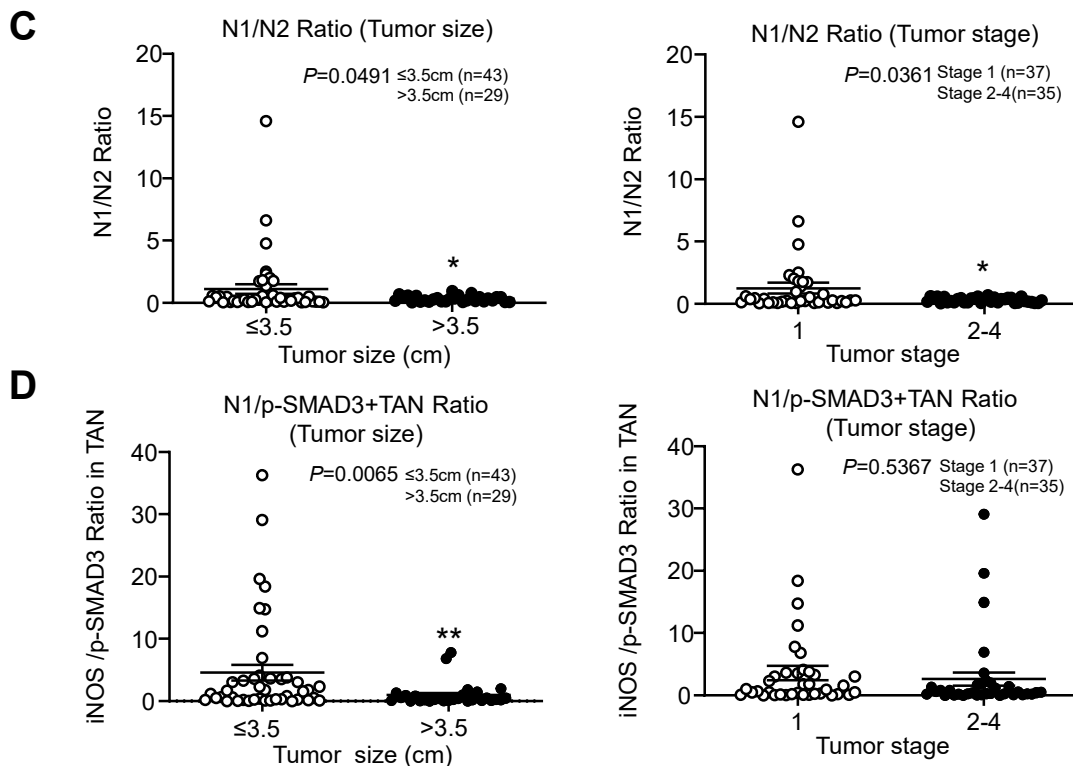 C
N1/N2 Ratio (Tumor size)
P=0.0491 ≤3.5cm (n=43)
>3.5cm (n=29)
N1/N2 Ratio
20
15
10
5
0
*
≤3.5
>3.5
Tumor size (cm)
N1/N2 Ratio (Tumor stage)
P=0.0361 Stage 1 (n=37)
Stage 2-4(n=35)
N1/N2 Ratio
20
15
10
5
0
*
1
2-4
Tumor stage
D
N1/p-SMAD3+TAN Ratio
(Tumor size)
P=0.0065 ≤3.5cm (n=43)
>3.5cm (n=29)
iNOS /p-SMAD3 Ratio in TAN
40
30
20
10
0
**
≤3.5
>3.5
Tumor size (cm)
N1/p-SMAD3+TAN Ratio
(Tumor stage)
P=0.5367 Stage 1 (n=37)
Stage 2-4(n=35)
iNOS /p-SMAD3 Ratio in TAN
40
30
20
10
0
1
2-4
Tumor stage